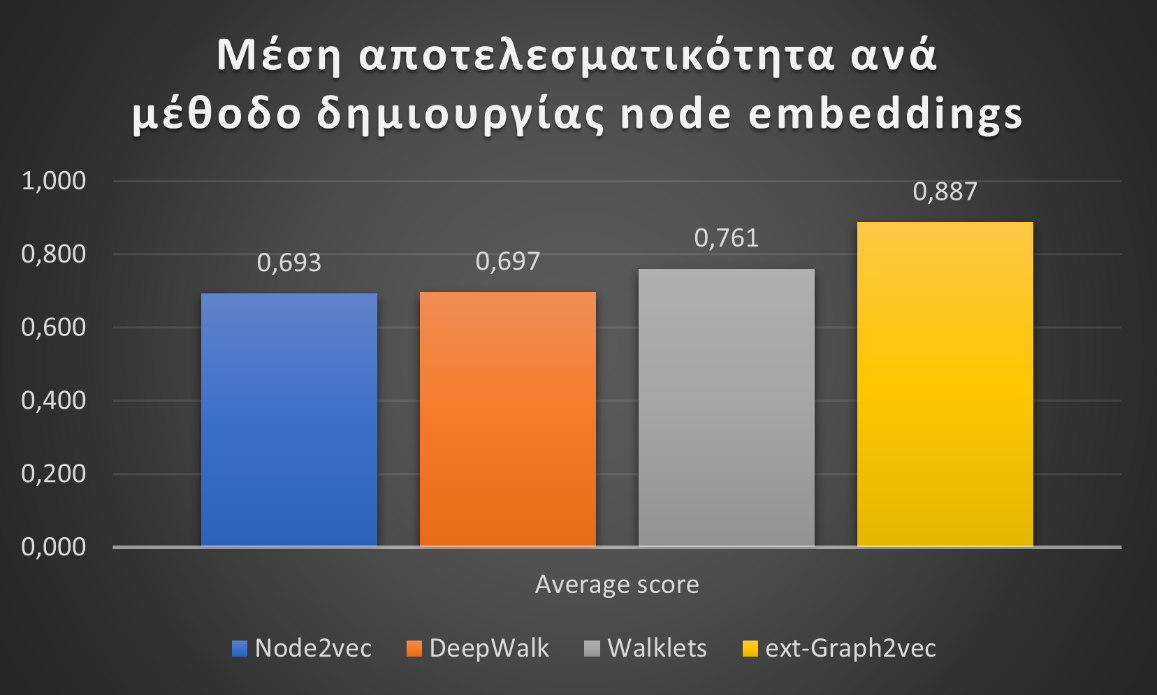 Μέση αποτελεσματικότητα ανά
μέθοδο δημιουργίας node embeddings
1,000
0,800
0,600
0,400
0,200
0,000
0,693
0,697
0,761
0,887
Average score
Node2vec
DeepWalk
Walklets
ext-Graph2vec